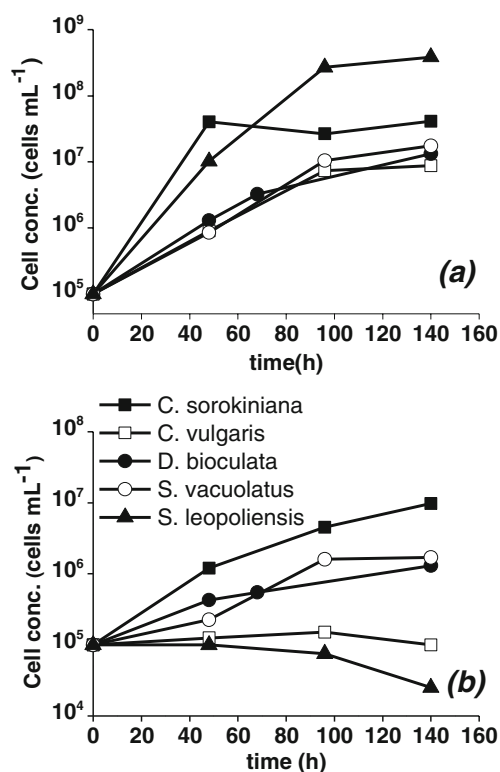 10⁹
10⁸
10⁷
10⁶
10⁵
Cell conc. (cells mL⁻¹)
(a)
0 20 40 60 80 100 120 140 160
time(h)
C. sorokiniana
C. vulgaris
D. bioculata
S. vacuolatus
S. leopoliensis
10⁸
10⁷
10⁶
10⁵
10⁴
Cell conc. (cells mL⁻¹)
(b)
0 20 40 60 80 100 120 140 160
time (h)